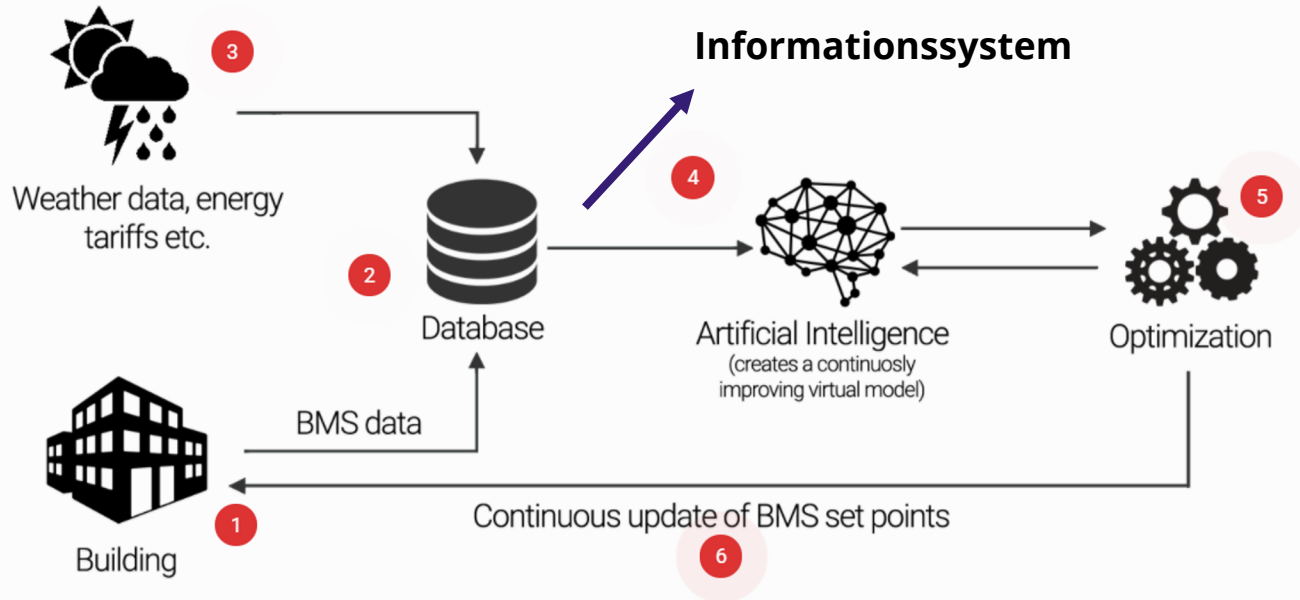 3
Informationssystem
4
5
Weather data, energy
tariffs etc.
2
Database
Artificial Intelligence
(creates a continuosly
improving virtual model)
Optimization
BMS data
1
Continuous update of BMS set points
6
Building